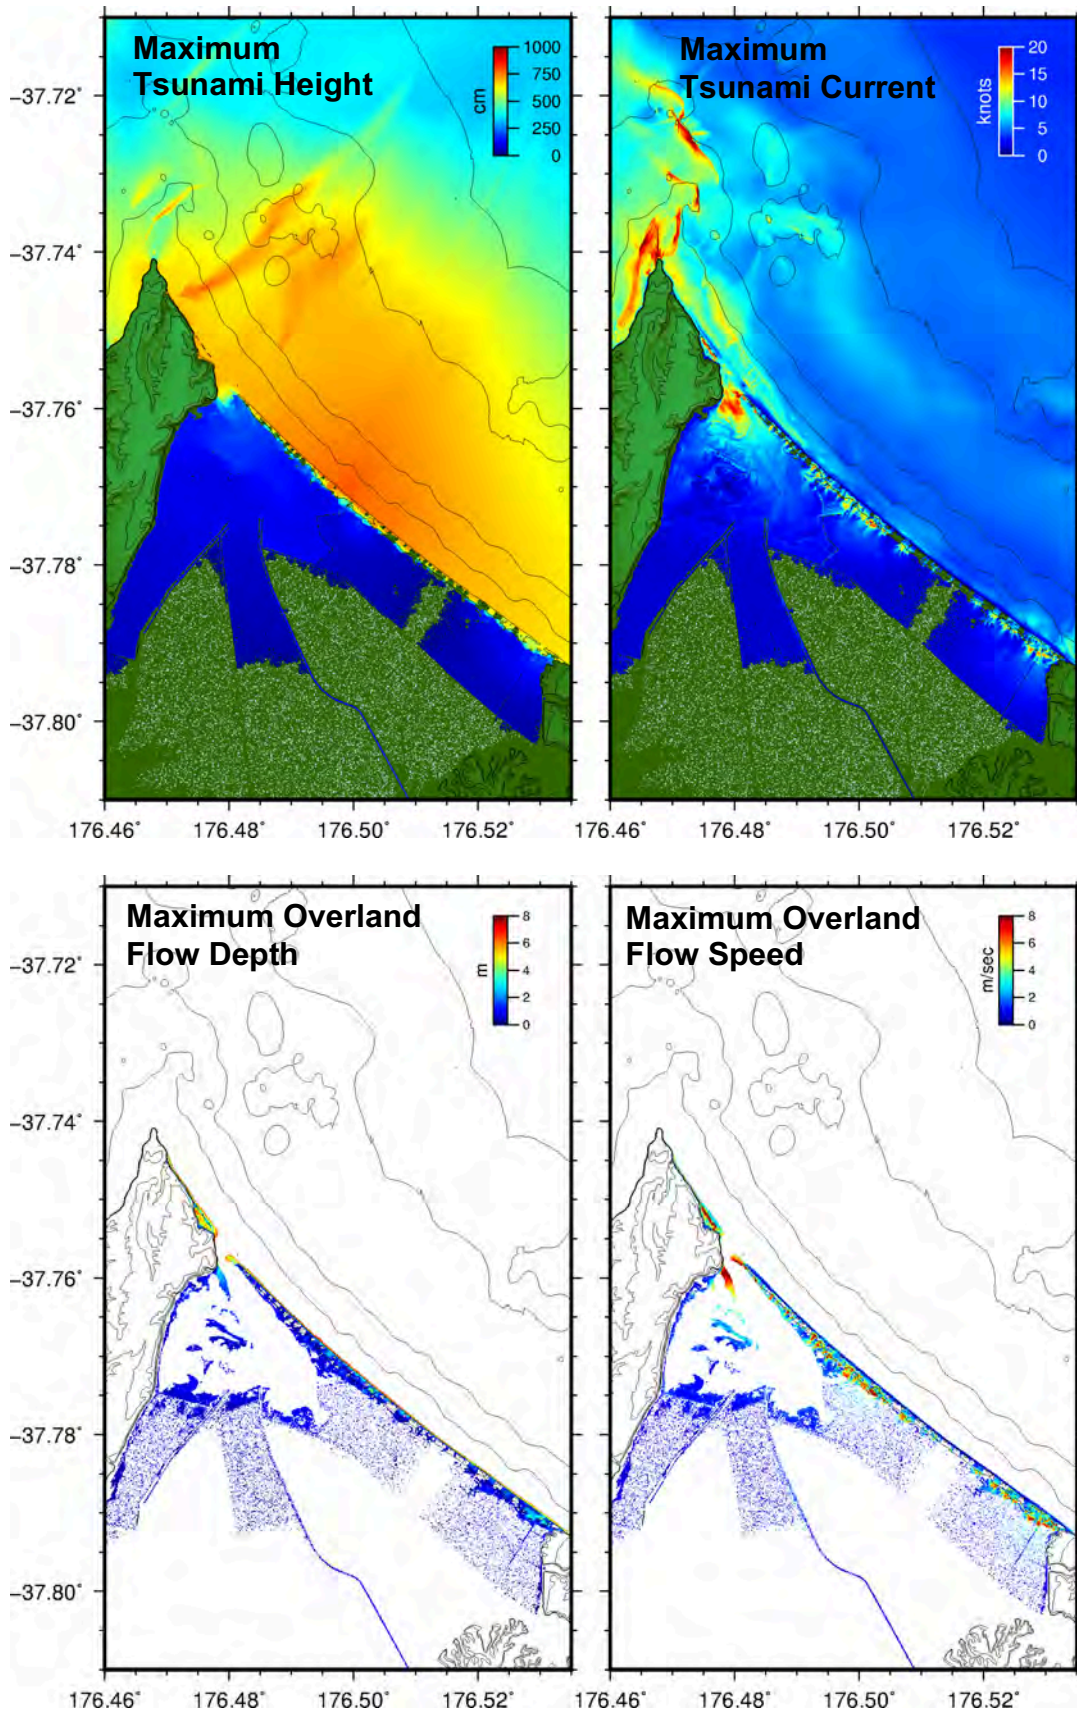 Maximum
Tsunami Height
cm
1000
750
500
250
0
Maximum
Tsunami Current
knots
20
15
10
5
0
−37.72°
−37.74°
−37.76°
−37.78°
−37.80°
176.46° 176.48° 176.50° 176.52°
176.46° 176.48° 176.50° 176.52°
Maximum Overland
Flow Depth
m
8
6
4
2
0
Maximum Overland
Flow Speed
m/sec
8
6
4
2
0
−37.72°
−37.74°
−37.76°
−37.78°
−37.80°
176.46° 176.48° 176.50° 176.52°
176.46° 176.48° 176.50° 176.52°